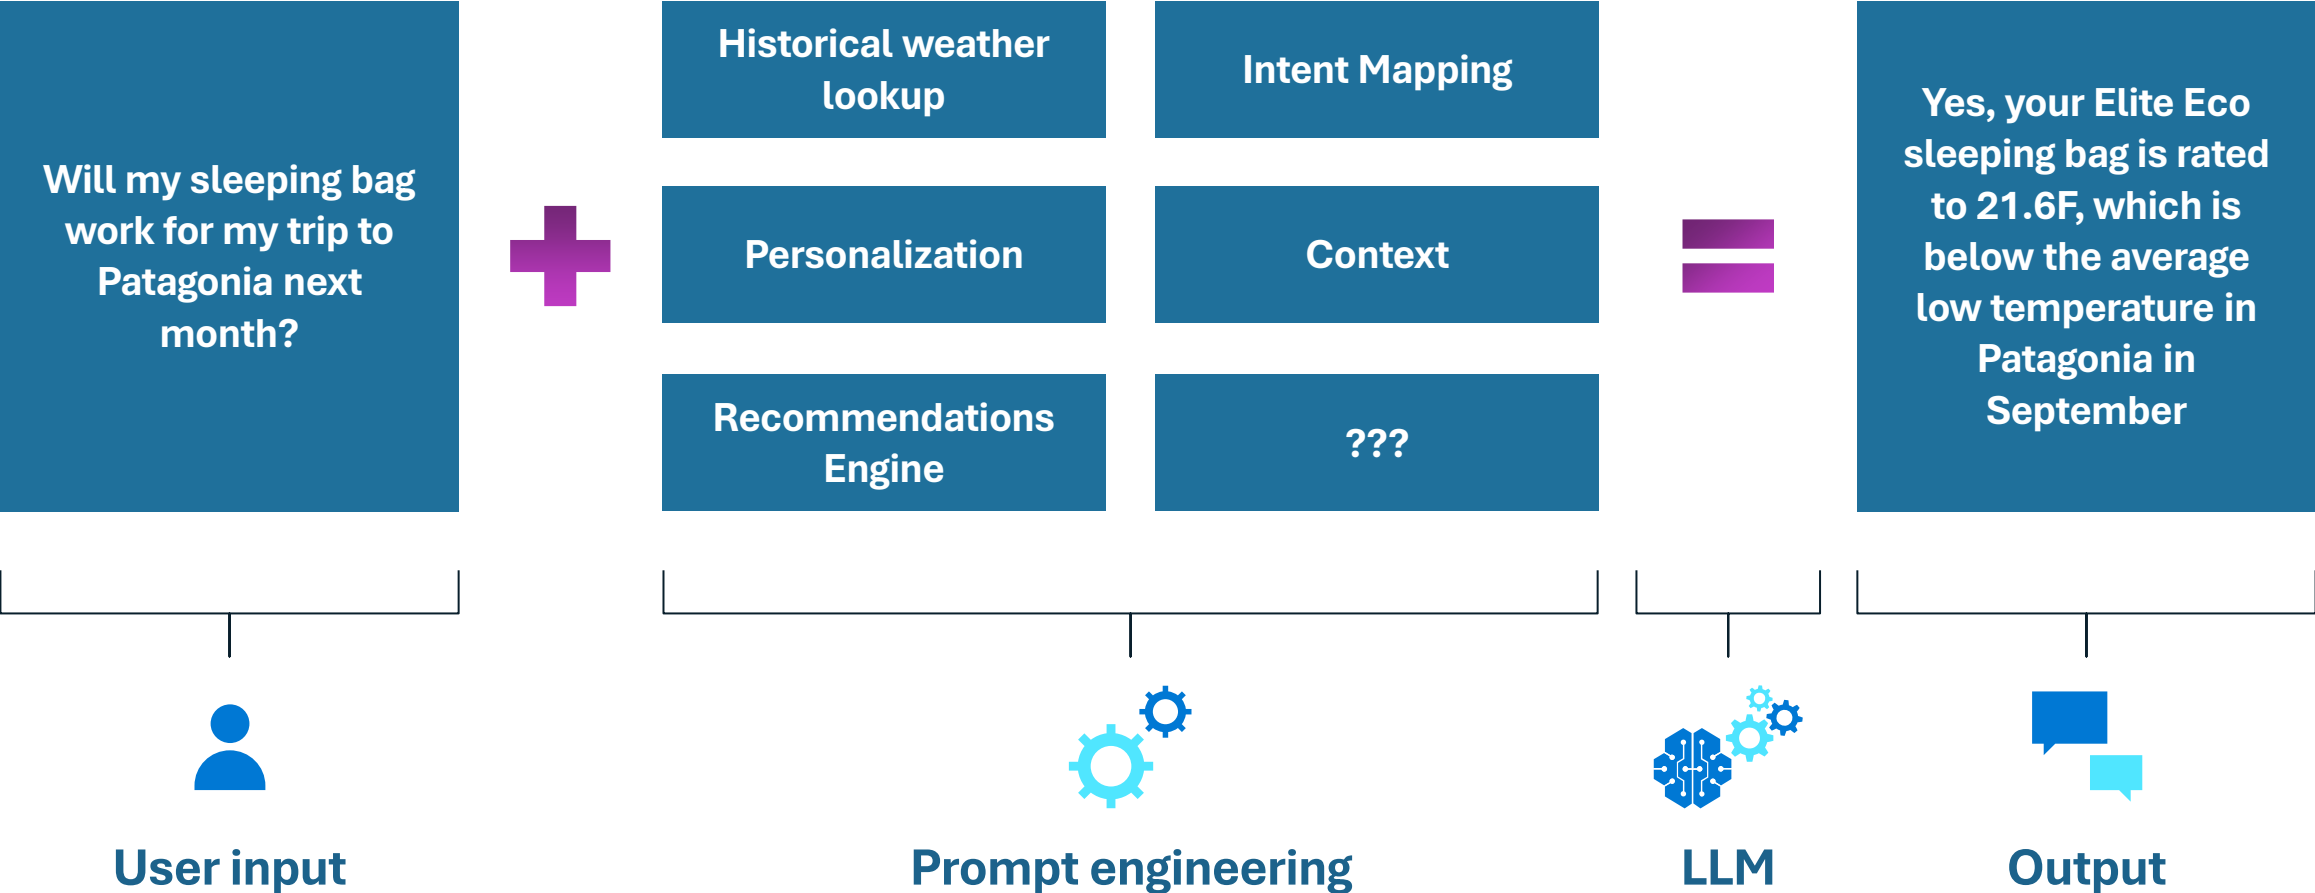 Will my sleeping bag
work for my trip to
Patagonia next
month?
Historical weather
lookup
Intent Mapping
Personalization
Context
Recommendations
Engine
???
Yes, your Elite Eco
sleeping bag is rated
to 21.6F, which is
below the average
low temperature in
Patagonia in
September
User input
Prompt engineering
LLM
Output